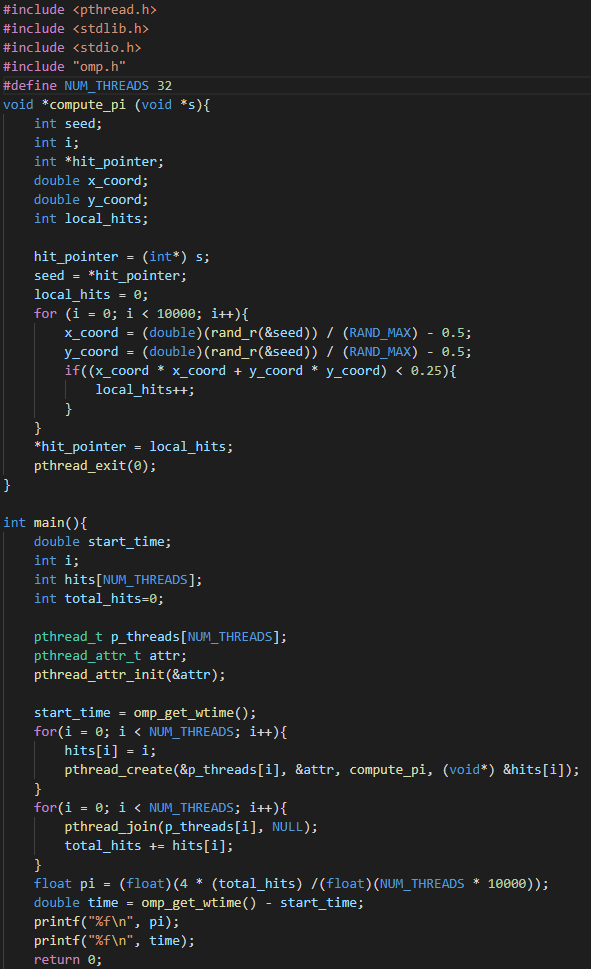 #include <pthread.h>
#include <stdlib.h>
#include <stdio.h>
#include "omp.h"
#define NUM_THREADS 32
void *compute_pi (void *s){
    int seed;
    int i;
    int *hit_pointer;
    double x_coord;
    double y_coord;
    int local_hits;

    hit_pointer = (int*) s;
    seed = *hit_pointer;
    local_hits = 0;
    for (i = 0; i < 10000; i++){
        x_coord = (double)(rand_r(&seed)) / (RAND_MAX) - 0.5;
        y_coord = (double)(rand_r(&seed)) / (RAND_MAX) - 0.5;
        if((x_coord * x_coord + y_coord * y_coord) < 0.25){
            local_hits++;
        }
    }
    *hit_pointer = local_hits;
    pthread_exit(0);
}

int main(){
    double start_time;
    int i;
    int hits[NUM_THREADS];
    int total_hits=0;

    pthread_t p_threads[NUM_THREADS];
    pthread_attr_t attr;
    pthread_attr_init(&attr);

    start_time = omp_get_wtime();
    for(i = 0; i < NUM_THREADS; i++){
        hits[i] = i;
        pthread_create(&p_threads[i], &attr, compute_pi, (void*) &hits[i]);
    }
    for(i = 0; i < NUM_THREADS; i++){
        pthread_join(p_threads[i], NULL);
        total_hits += hits[i];
    }
    float pi = (float)(4 * (total_hits) /(float)(NUM_THREADS * 10000));
    double time = omp_get_wtime() - start_time;
    printf("%f\n", pi);
    printf("%f\n", time);
    return 0;